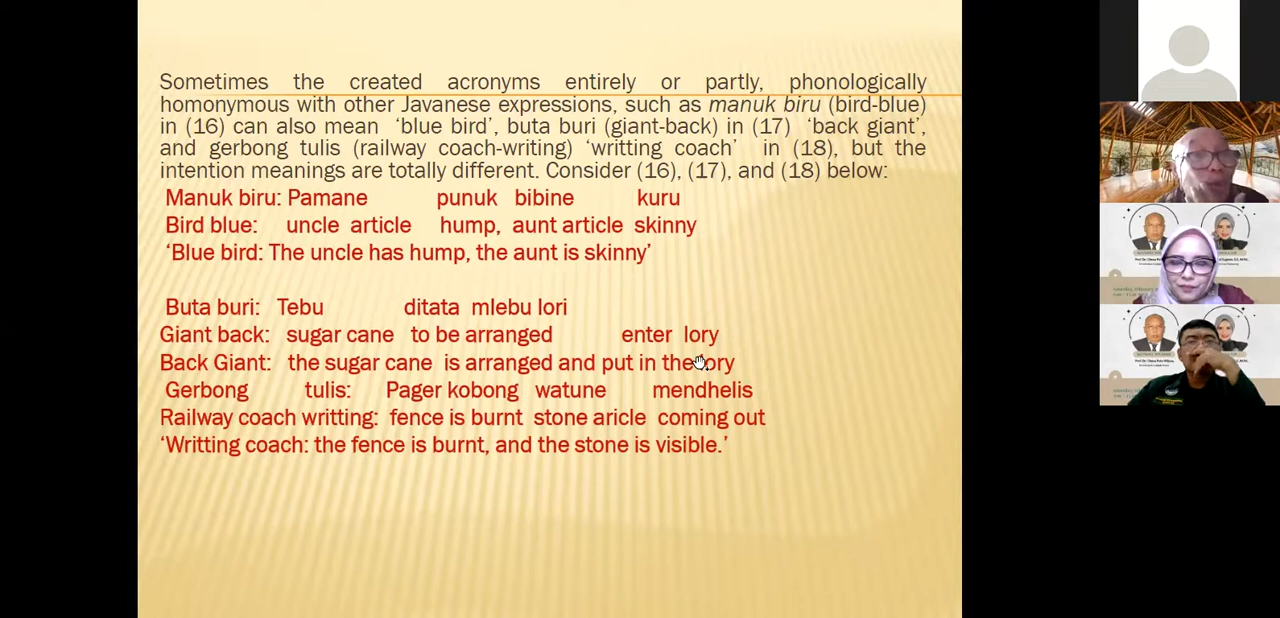 Sometimes the created acronyms entirely or partly, phonologically
homonymous with other Javanese expressions, such as manuk biru (bird-blue)
in (16) can also mean 'blue bird', buta buri (giant-back) in (17) 'back giant',
and gerbong tulis (railway coach-writing) 'writting coach' in (18), but the
intention meanings are totally different. Consider (16), (17), and (18) below:
Manuk biru: Pamane punuk bibine kuru
Bird blue: uncle article hump, aunt article skinny
'Blue bird: The uncle has hump, the aunt is skinny'
Buta buri: Tebu ditata mlebu lori
Giant back: sugar cane to be arranged enter lory
Back Giant: the sugar cane is arranged and put in the ory
Gerbong tulis: Pager kobong watune mendhelis
Railway coach writting: fence is burnt stone aricle coming out
'Writting coach: the fence is burnt, and the stone is visible.'